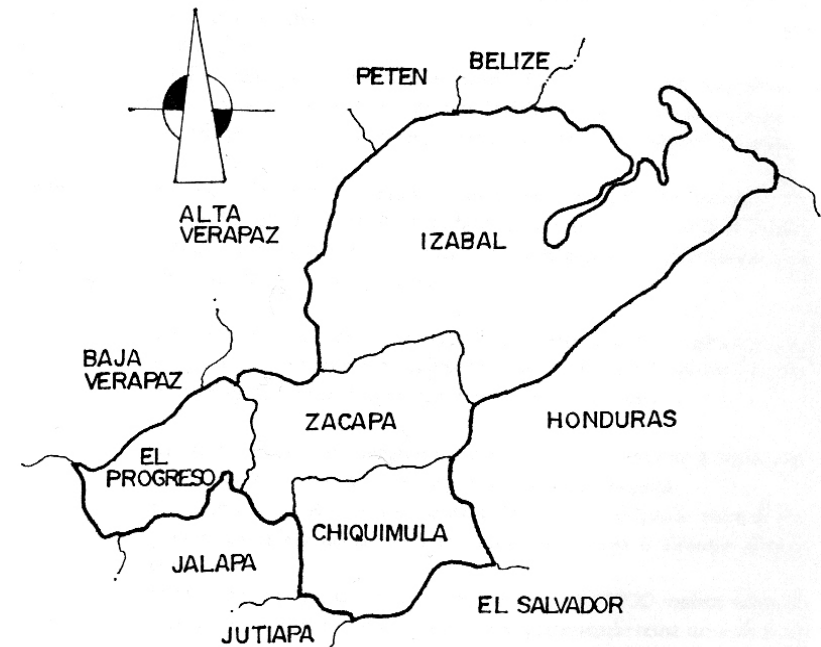 PETEN
BELIZE
ALTA
VERAPAZ
IZABAL
BAJA
VERAPAZ
ZACAPA
HONDURAS
EL
PROGRESO
CHIQUIMULA
JALAPA
EL SALVADOR
JUTIAPA